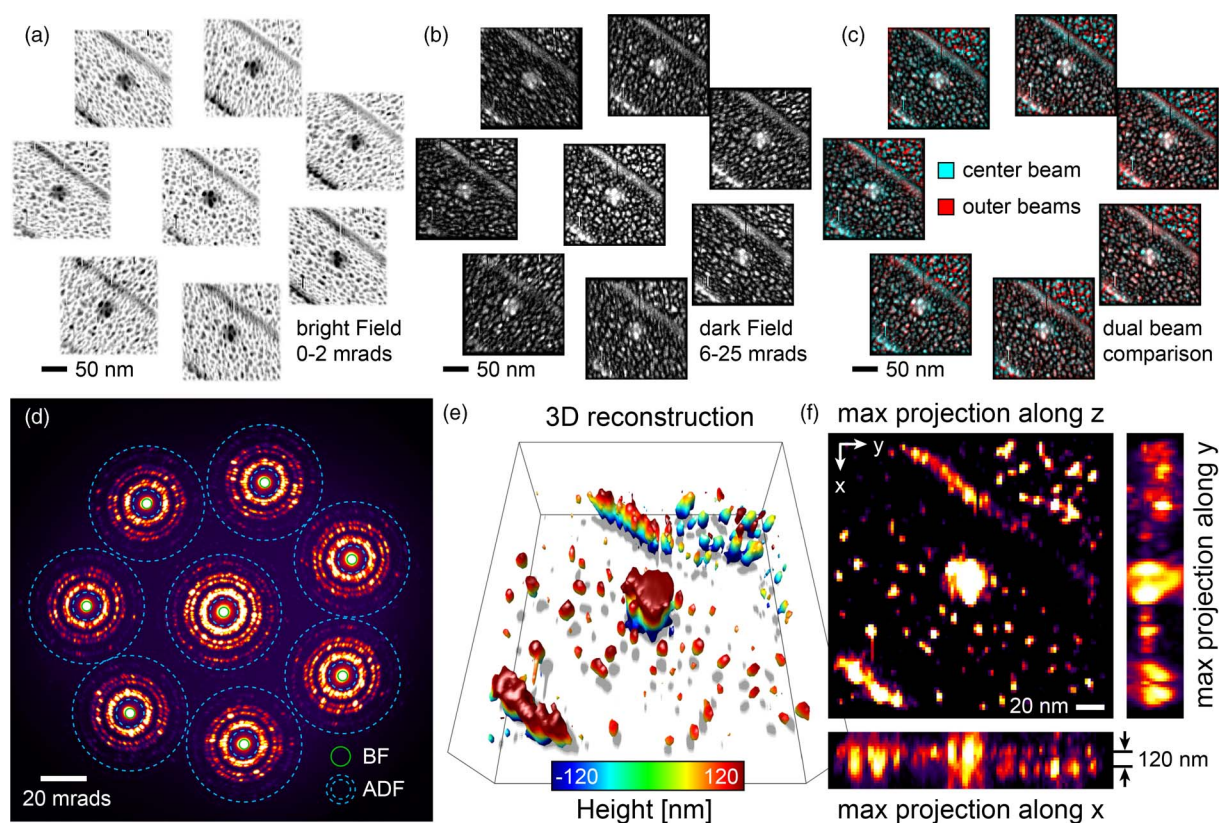 (a)
bright Field
0-2 mrads
50 nm
(b)
dark Field
6-25 mrads
50 nm
(c)
center beam
outer beams
dual beam
comparison
50 nm
(d)
BF
ADF
20 mrads
(e)
3D reconstruction
-120
120
Height [nm]
(f)
max projection along z
y
x
20 nm
max projection along y
120 nm
max projection along x